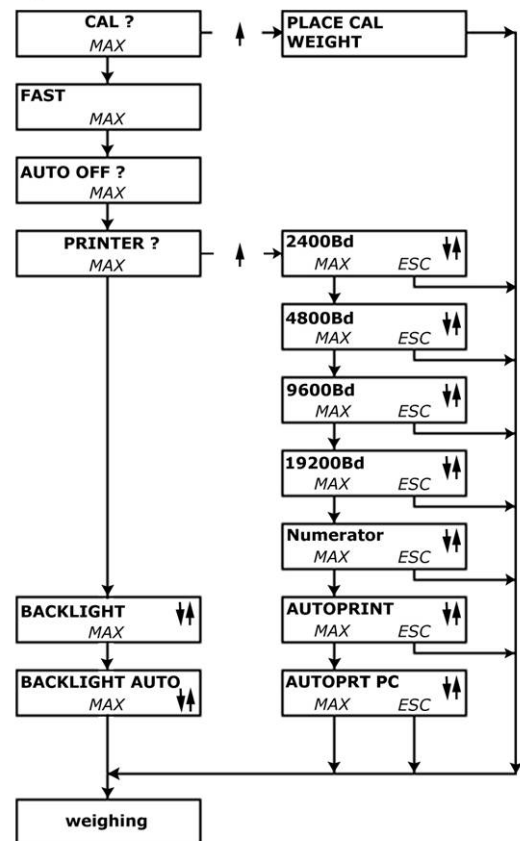 CAL ?
MAX
PLACE CAL
WEIGHT
FAST
MAX
AUTO OFF ?
MAX
PRINTER ?
MAX
2400Bd
MAX ESC
4800Bd
MAX ESC
9600Bd
MAX ESC
19200Bd
MAX ESC
Numerator
MAX ESC
BACKLIGHT
MAX
AUTOPRINT
MAX ESC
BACKLIGHT AUTO
MAX
AUTOPRT PC
MAX ESC
weighing